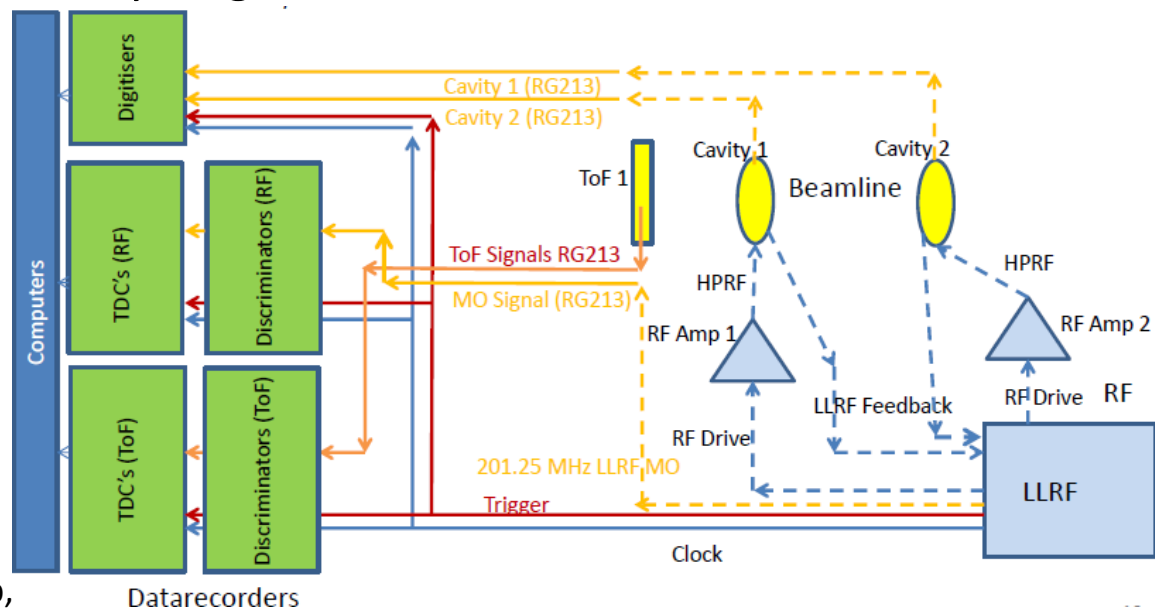 Digitisers
Cavity 1 (RG213)
Cavity 2 (RG213)
Cavity 1
Cavity 2
ToF 1
Beamline
Computers
TDC's (RF)
Discriminators (RF)
ToF Signals RG213
MO Signal (RG213)
HPRF
HPRF
RF Amp 1
RF Amp 2
LLRF Feedback
RF Drive
RF
RF Drive
TDC's (ToF)
Discriminators (ToF)
201.25 MHz LLRF MO
Trigger
LLRF
Clock
Datarecorders